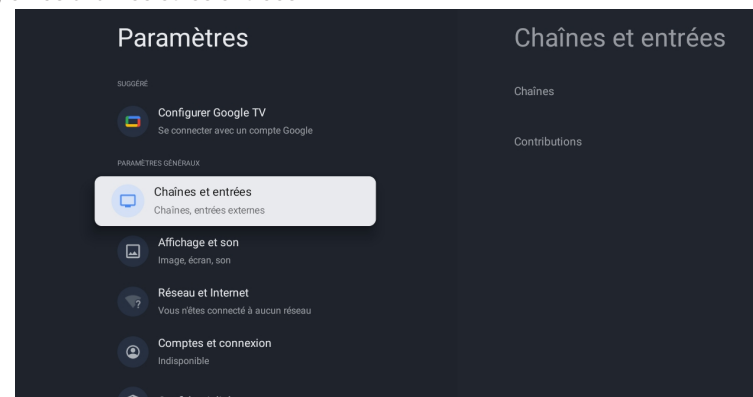 Paramètres
SUGGÉRÉ
Configurer Google TV
Se connecter avec un compte Google
PARAMÈTRES GÉNÉRAUX
Chaînes et entrées
Chaînes, entrées externes
Affichage et son
Image, écran, son
Réseau et Internet
Vous n'êtes connecté à aucun réseau
Comptes et connexion
Indisponible
Chaînes et entrées
Chaînes
Contributions